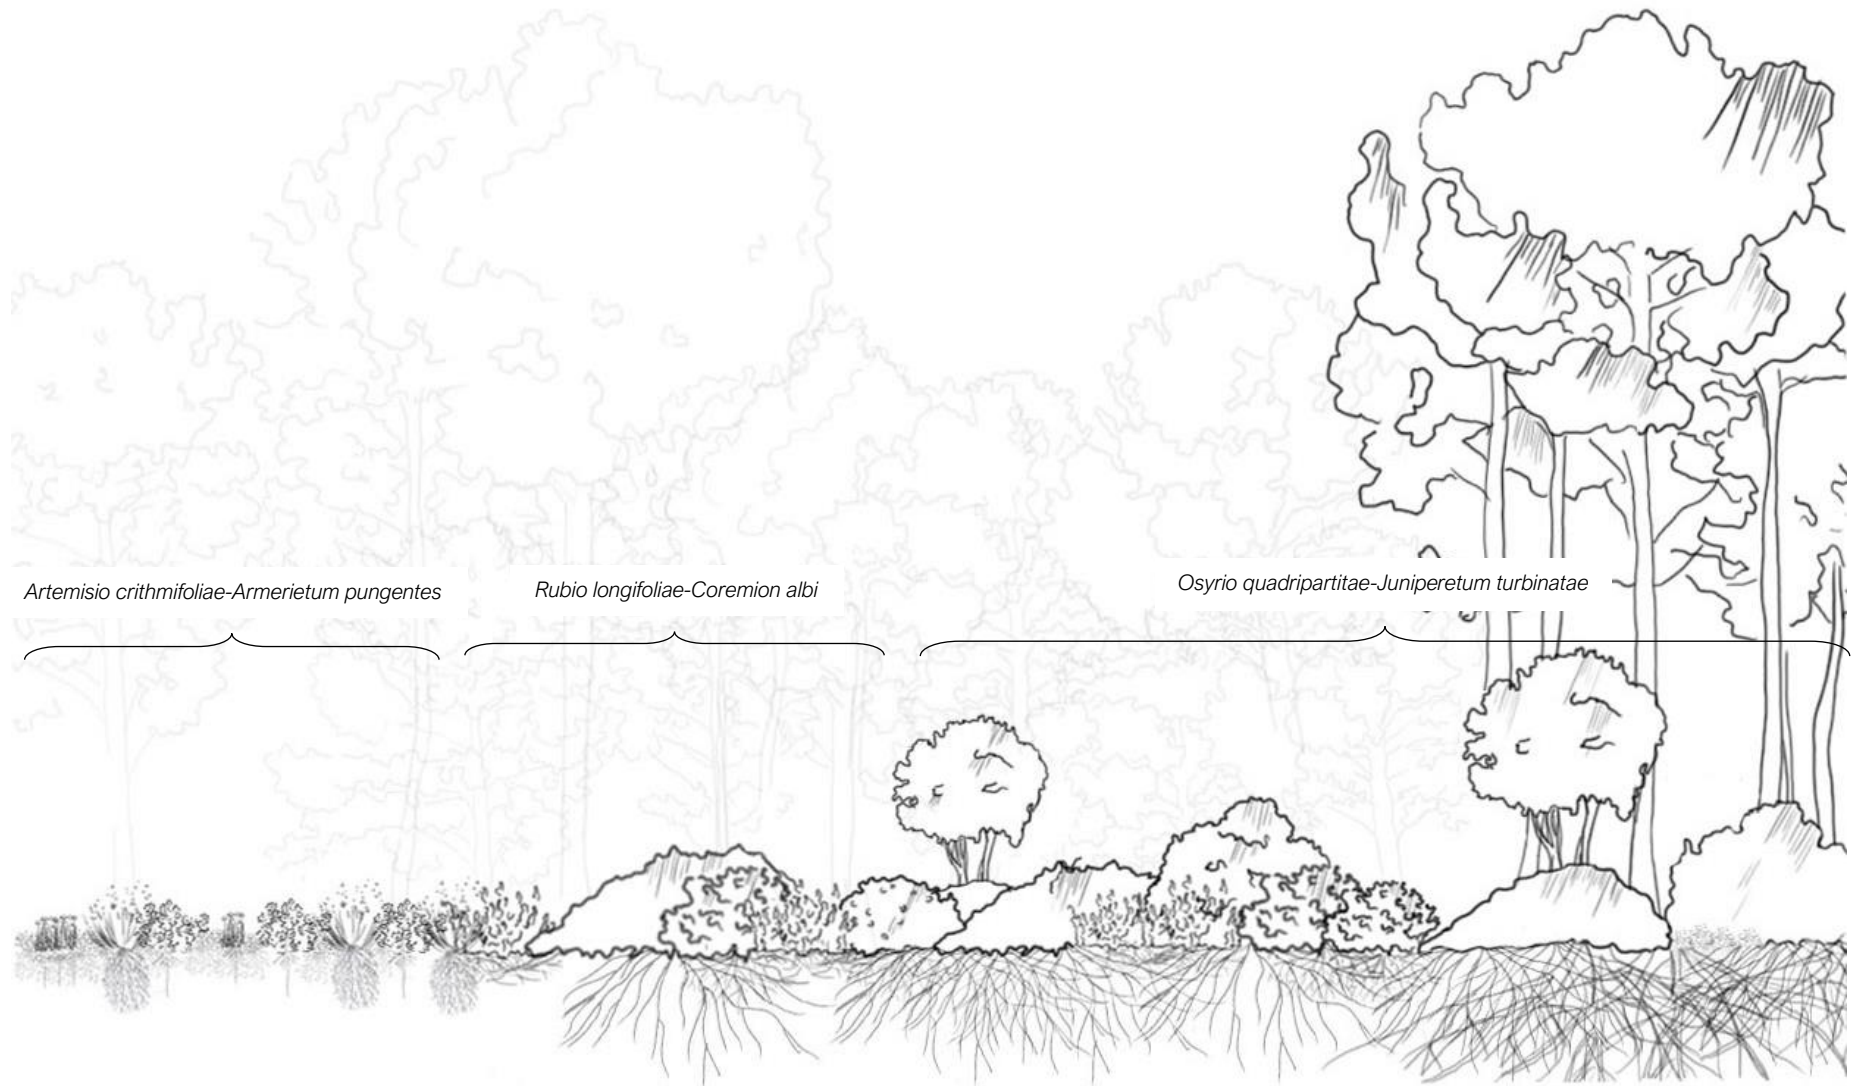 Artemisio crithmifoliae-Armerietum pungentes
Rubio longifoliae-Coremion albi
Osyrio quadripartitae-Juniperetum turbinatae